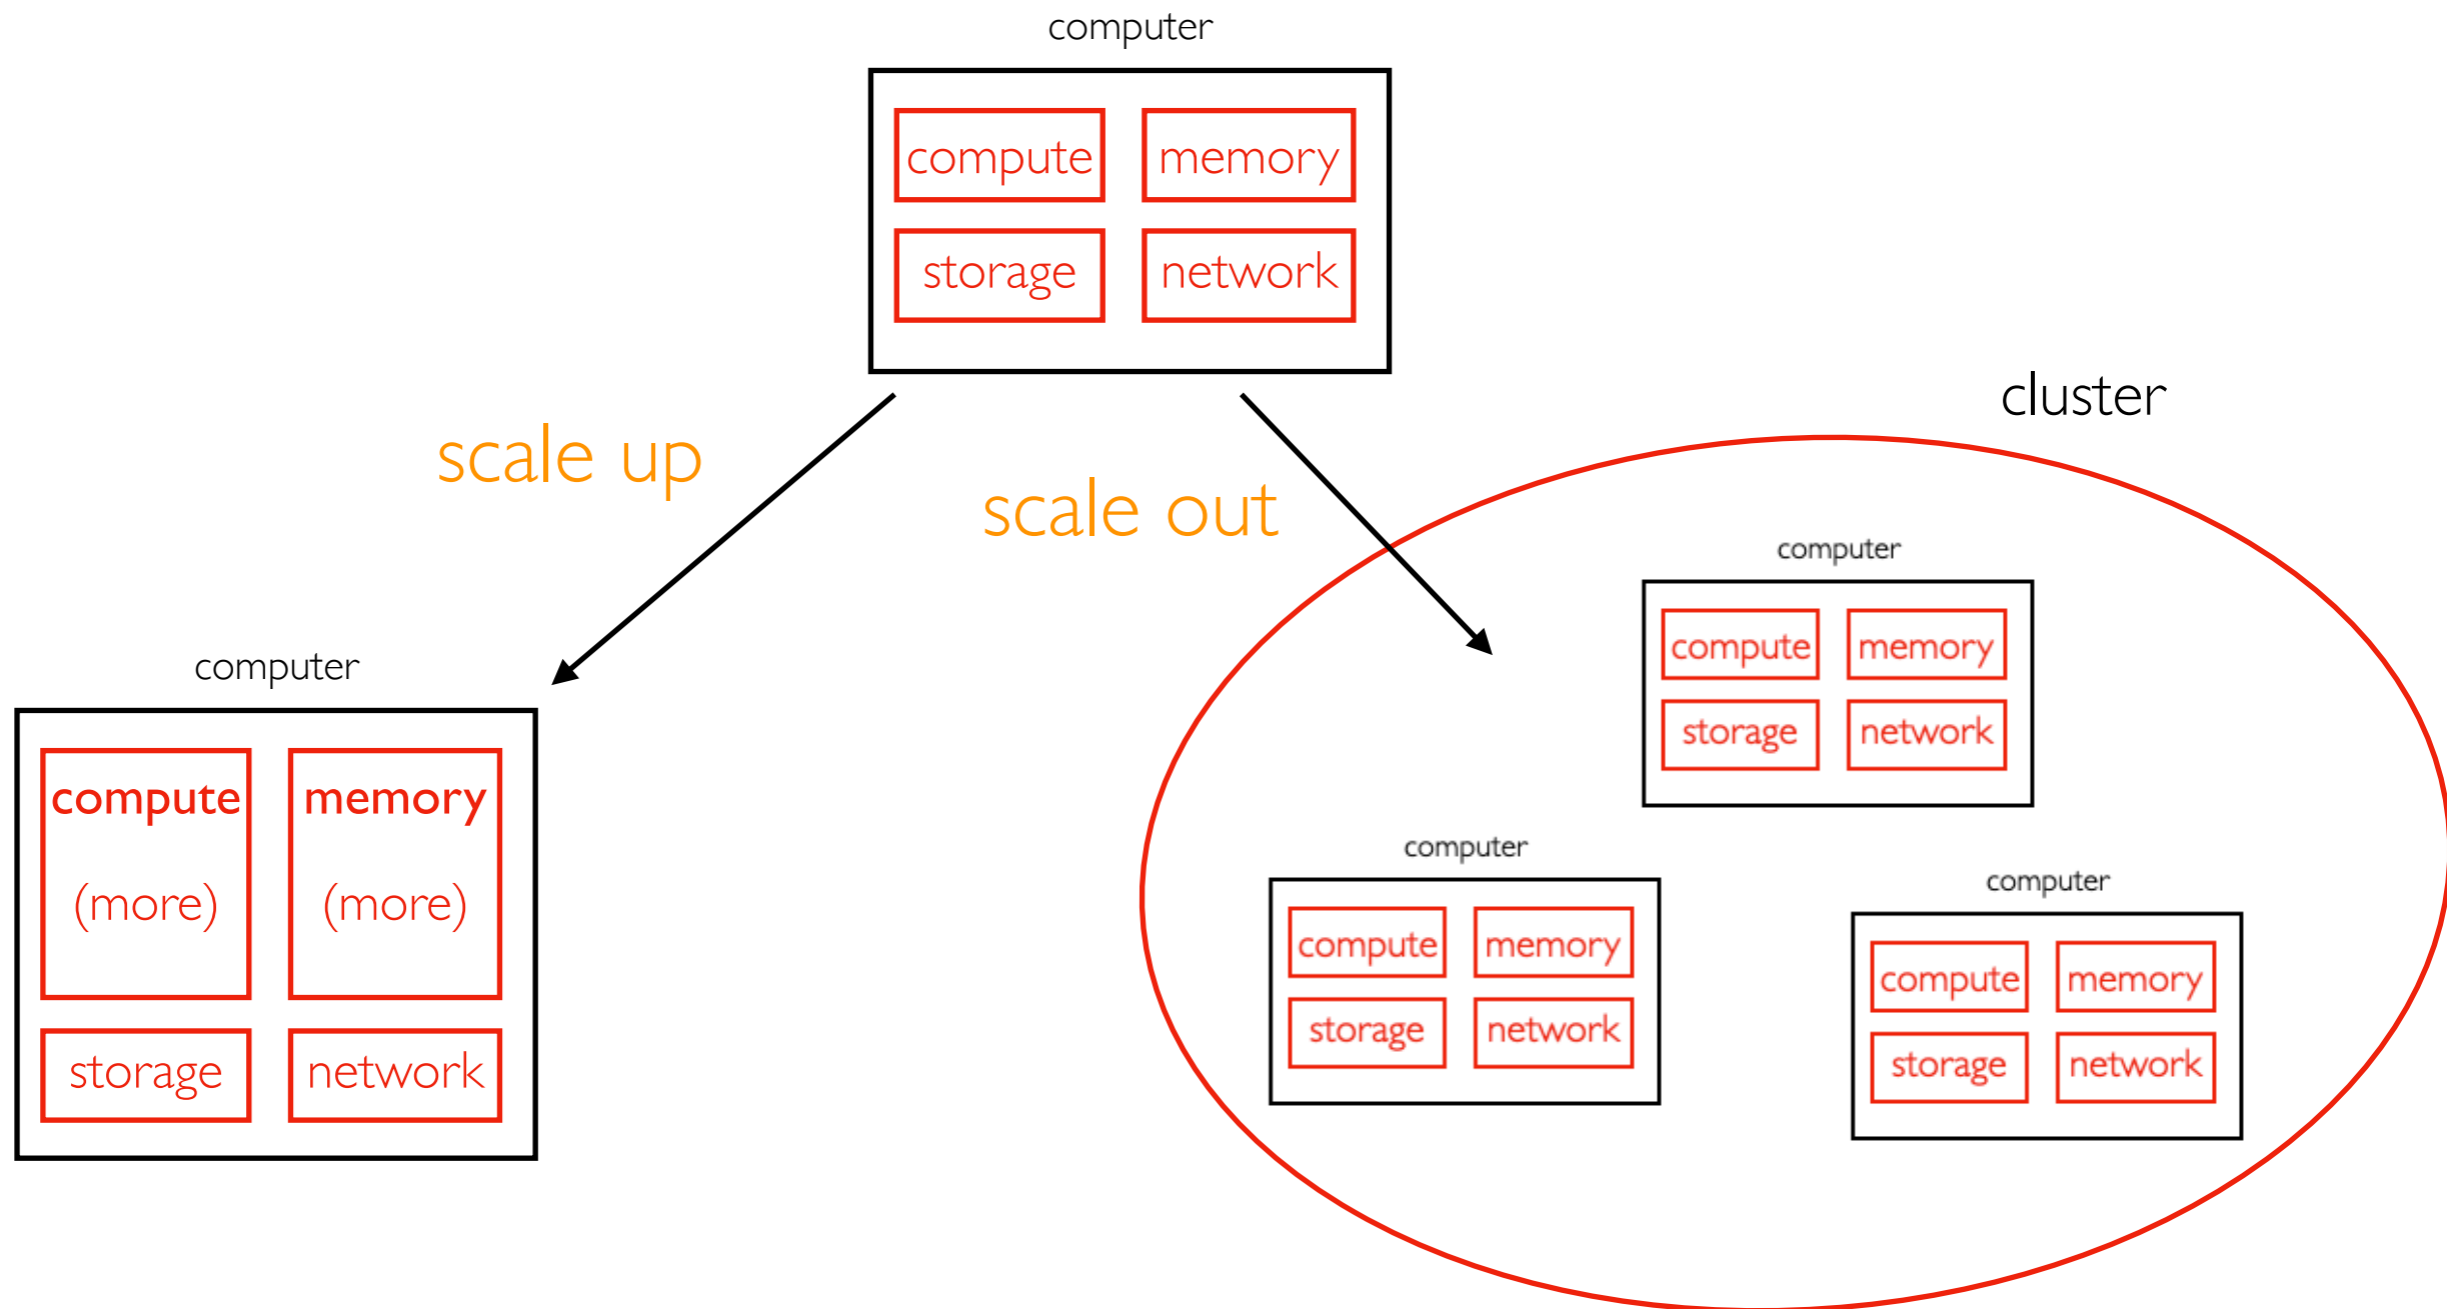 computer
compute memory
storage network
scale up
scale out
cluster
computer
compute memory
(more) (more)
storage network
computer
compute memory
storage network
computer
compute memory
storage network
computer
compute memory
storage network